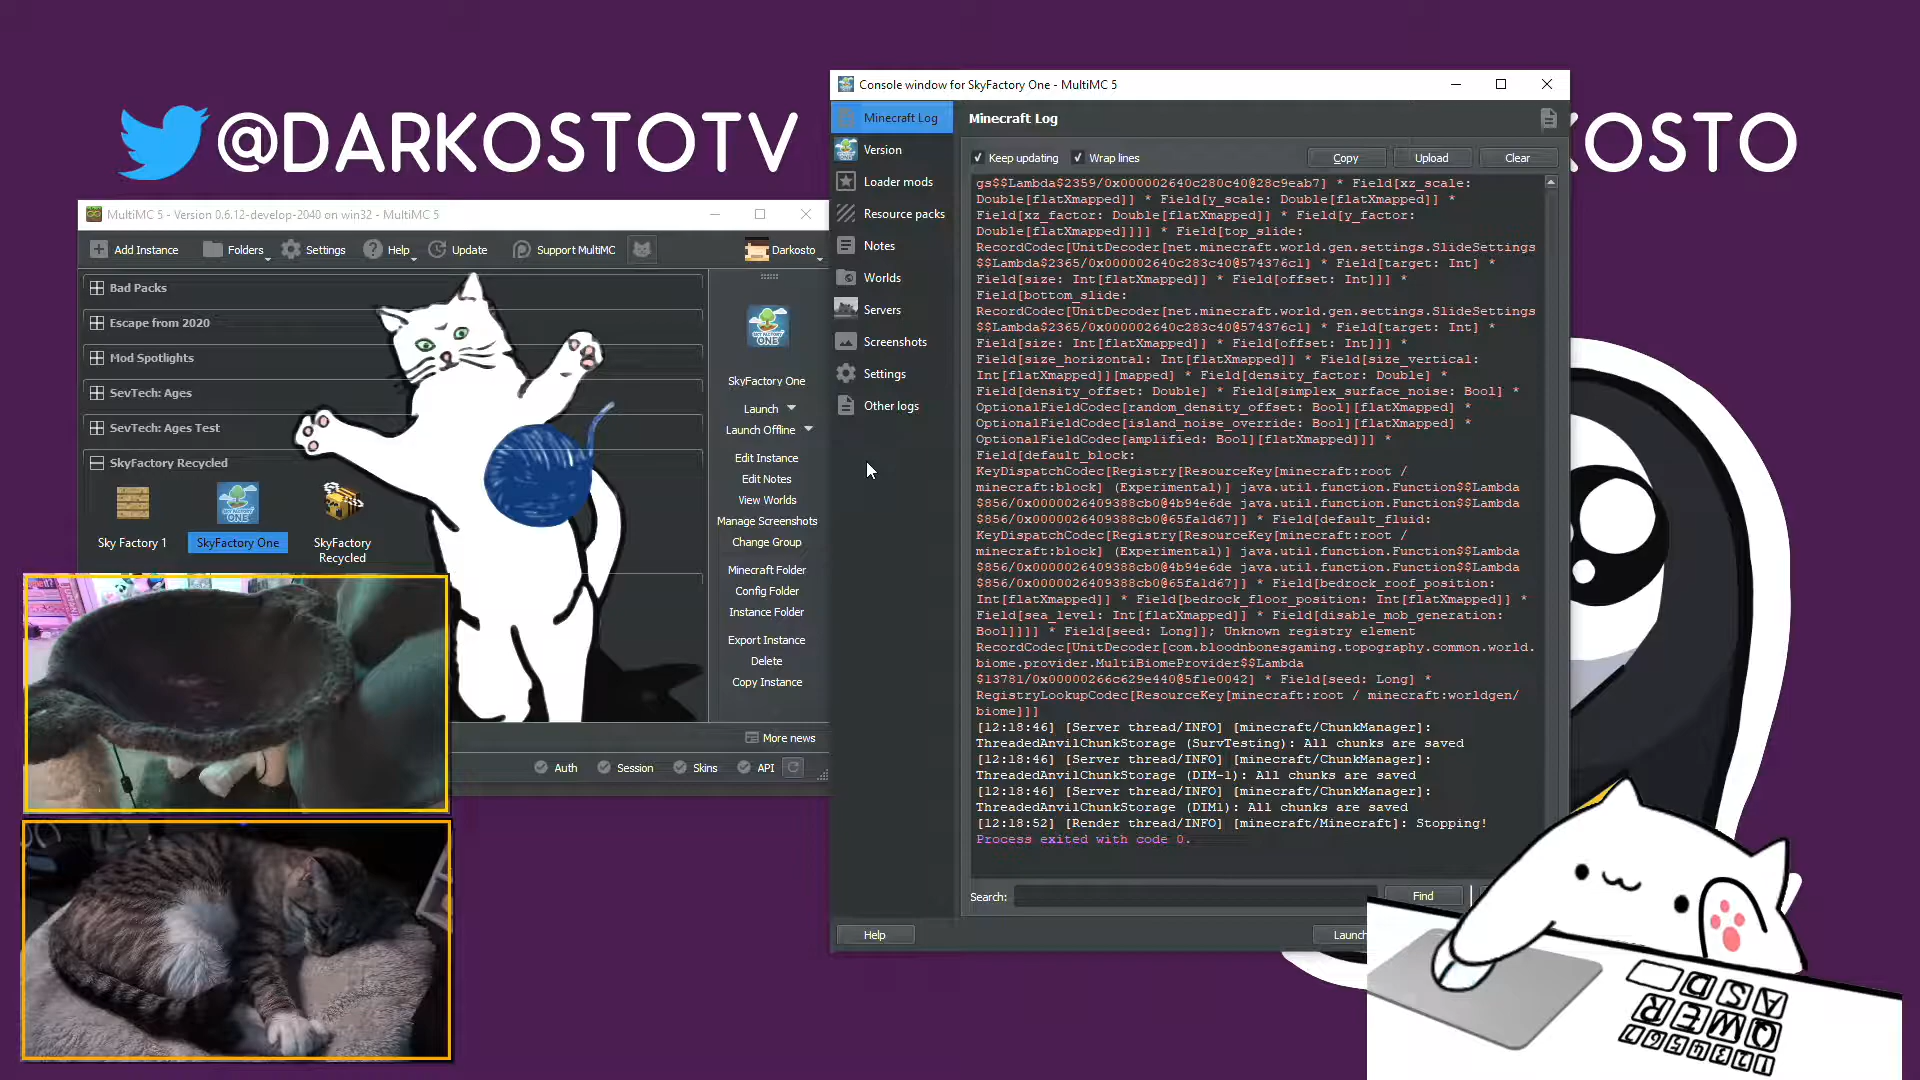 @DARKOSTOTV
KOSTO
MultiMC 5 - Version 0.6.12-develop-2040 on win32 - MultiMC 5
Add Instance
Folders
Settings
Help
Update
Support MultiMC
Darkosto
Bad Packs
Escape from 2020
Mod Spotlights
SevTech: Ages
SevTech: Ages Test
SkyFactory Recycled
Sky Factory 1
SkyFactory One
SkyFactory
Recycled
SKY FACTORY
ONE
SkyFactory One
Launch
Launch Offline
Edit Instance
Edit Notes
View Worlds
Manage Screenshots
Change Group
Minecraft Folder
Config Folder
Instance Folder
Export Instance
Delete
Copy Instance
More news
Auth
Session
Skins
API
Console window for SkyFactory One - MultiMC 5
Minecraft Log
Version
Loader mods
Resource packs
Notes
Worlds
Servers
Screenshots
Settings
Other logs
Minecraft Log
Keep updating
Wrap lines
Copy
Upload
Clear
gs$$Lambda$2359/0x000002640c280c40@28c9eab7] * Field[xz_scale:
Double[flatXmapped]] * Field[y_scale: Double[flatXmapped]] *
Field[xz_factor: Double[flatXmapped]] * Field[y_factor:
Double[flatXmapped]]]] * Field[top_slide:
RecordCodec[UnitDecoder[net.minecraft.world.gen.settings.SlideSettings
$$Lambda$2365/0x000002640c283c40@574376c1] * Field[target: Int] *
Field[size: Int[flatXmapped]] * Field[offset: Int]]] *
Field[bottom_slide:
RecordCodec[UnitDecoder[net.minecraft.world.gen.settings.SlideSettings
$$Lambda$2365/0x000002640c283c40@574376c1] * Field[target: Int] *
Field[size: Int[flatXmapped]] * Field[offset: Int]]] *
Field[size_horizontal: Int[flatXmapped]] * Field[size_vertical:
Int[flatXmapped]][mapped] * Field[density_factor: Double] *
Field[density_offset: Double] * Field[simplex_surface_noise: Bool] *
OptionalFieldCodec[random_density_offset: Bool][flatXmapped] *
OptionalFieldCodec[island_noise_override: Bool][flatXmapped] *
OptionalFieldCodec[amplified: Bool][flatXmapped]]] *
Field[default_block:
KeyDispatchCodec[Registry[ResourceKey[minecraft:root /
minecraft:block] (Experimental)] java.util.function.Function$$Lambda
$856/0x00000026409388cb0@4b94e6de java.util.function.Function$$Lambda
$856/0x00000026409388cb0@65fald67]] * Field[default_fluid:
KeyDispatchCodec[Registry[ResourceKey[minecraft:root /
minecraft:block] (Experimental)] java.util.function.Function$$Lambda
$856/0x00000026409388cb0@4b94e6de java.util.function.Function$$Lambda
$856/0x00000026409388cb0@65fald67]] * Field[bedrock_roof_position:
Int[flatXmapped]] * Field[bedrock_floor_position: Int[flatXmapped]] *
Field[sea_level: Int[flatXmapped]] * Field[disable_mob_generation:
Bool]]]] * Field[seed: Long]]; Unknown registry element
RecordCodec[UnitDecoder[com.bloodnbonesgaming.topography.common.world.
biome.provider.MultiBiomeProvider$$Lambda
$13781/0x00000266c629e440@5f1e0042] * Field[seed: Long] *
RegistryLookupCodec[ResourceKey[minecraft:root / minecraft:worldgen/
biome]]]
[12:18:46] [Server thread/INFO] [minecraft/ChunkManager]:
ThreadedAnvilChunkStorage (SurvTesting): All chunks are saved
[12:18:46] [Server thread/INFO] [minecraft/ChunkManager]:
ThreadedAnvilChunkStorage (DIM-1): All chunks are saved
[12:18:46] [Server thread/INFO] [minecraft/ChunkManager]:
ThreadedAnvilChunkStorage (DIM1): All chunks are saved
[12:18:52] [Render thread/INFO] [minecraft/Minecraft]: Stopping!
Process exited with code 0.
Search:
Find
Help
Launch
A S D
Q W E R
1 2 3 4 5 6 7